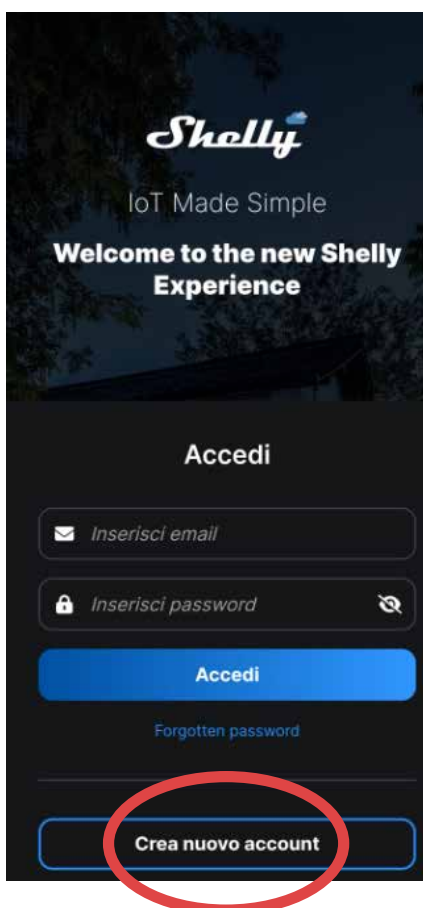 Shelly
IoT Made Simple
Welcome to the new Shelly
Experience
Accedi
Inserisci email
Inserisci password
Accedi
Forgotten password
Crea nuovo account